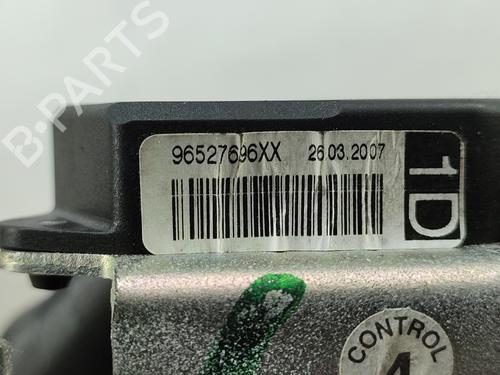 B-PARTS
96527696XX 26.03.2007
1D
CONTROL
4